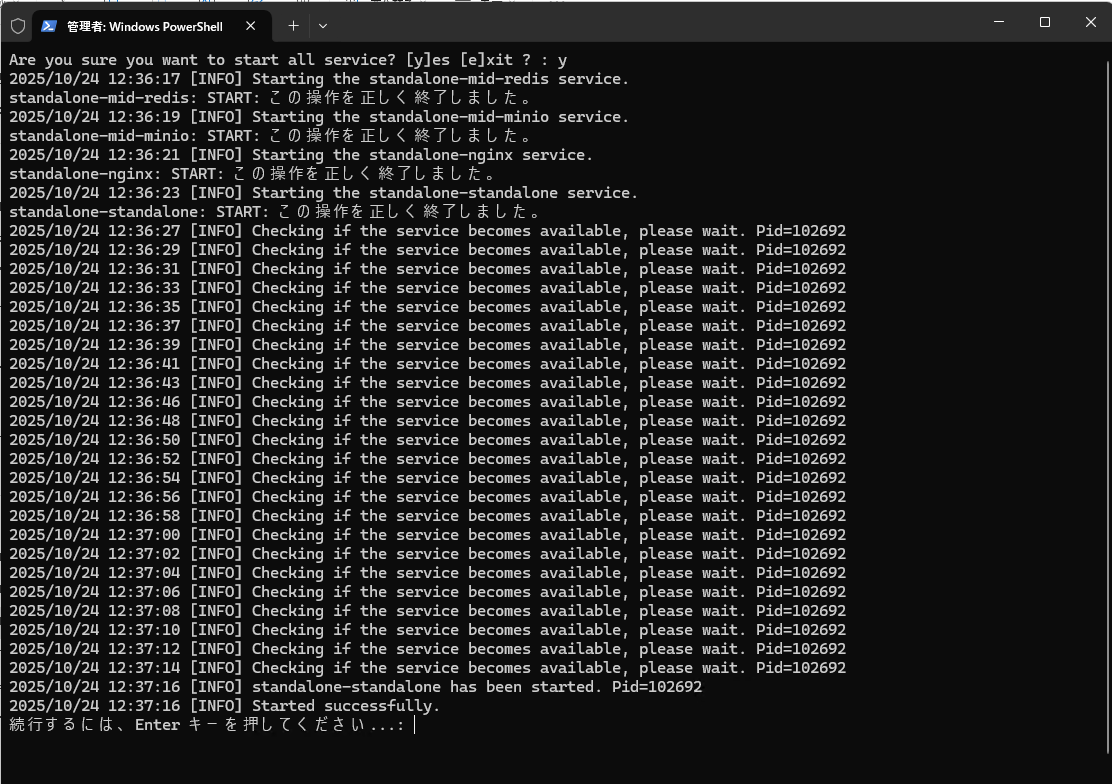 管理者: Windows PowerShell
Are you sure you want to start all service? [y]es [e]xit ? : y
2025/10/24 12:36:17 [INFO] Starting the standalone-mid-redis service.
standalone-mid-redis: START: この操作を正しく終了しました。
2025/10/24 12:36:19 [INFO] Starting the standalone-mid-minio service.
standalone-mid-minio: START: この操作を正しく終了しました。
2025/10/24 12:36:21 [INFO] Starting the standalone-nginx service.
standalone-nginx: START: この操作を正しく終了しました。
2025/10/24 12:36:23 [INFO] Starting the standalone-standalone service.
standalone-standalone: START: この操作を正しく終了しました。
2025/10/24 12:36:27 [INFO] Checking if the service becomes available, please wait. Pid=102692
2025/10/24 12:36:29 [INFO] Checking if the service becomes available, please wait. Pid=102692
2025/10/24 12:36:31 [INFO] Checking if the service becomes available, please wait. Pid=102692
2025/10/24 12:36:33 [INFO] Checking if the service becomes available, please wait. Pid=102692
2025/10/24 12:36:35 [INFO] Checking if the service becomes available, please wait. Pid=102692
2025/10/24 12:36:37 [INFO] Checking if the service becomes available, please wait. Pid=102692
2025/10/24 12:36:39 [INFO] Checking if the service becomes available, please wait. Pid=102692
2025/10/24 12:36:41 [INFO] Checking if the service becomes available, please wait. Pid=102692
2025/10/24 12:36:43 [INFO] Checking if the service becomes available, please wait. Pid=102692
2025/10/24 12:36:46 [INFO] Checking if the service becomes available, please wait. Pid=102692
2025/10/24 12:36:48 [INFO] Checking if the service becomes available, please wait. Pid=102692
2025/10/24 12:36:50 [INFO] Checking if the service becomes available, please wait. Pid=102692
2025/10/24 12:36:52 [INFO] Checking if the service becomes available, please wait. Pid=102692
2025/10/24 12:36:54 [INFO] Checking if the service becomes available, please wait. Pid=102692
2025/10/24 12:36:56 [INFO] Checking if the service becomes available, please wait. Pid=102692
2025/10/24 12:36:58 [INFO] Checking if the service becomes available, please wait. Pid=102692
2025/10/24 12:37:00 [INFO] Checking if the service becomes available, please wait. Pid=102692
2025/10/24 12:37:02 [INFO] Checking if the service becomes available, please wait. Pid=102692
2025/10/24 12:37:04 [INFO] Checking if the service becomes available, please wait. Pid=102692
2025/10/24 12:37:06 [INFO] Checking if the service becomes available, please wait. Pid=102692
2025/10/24 12:37:08 [INFO] Checking if the service becomes available, please wait. Pid=102692
2025/10/24 12:37:10 [INFO] Checking if the service becomes available, please wait. Pid=102692
2025/10/24 12:37:12 [INFO] Checking if the service becomes available, please wait. Pid=102692
2025/10/24 12:37:14 [INFO] Checking if the service becomes available, please wait. Pid=102692
2025/10/24 12:37:16 [INFO] standalone-standalone has been started. Pid=102692
2025/10/24 12:37:16 [INFO] Started successfully.
続行するには、Enter キーを押してください...: